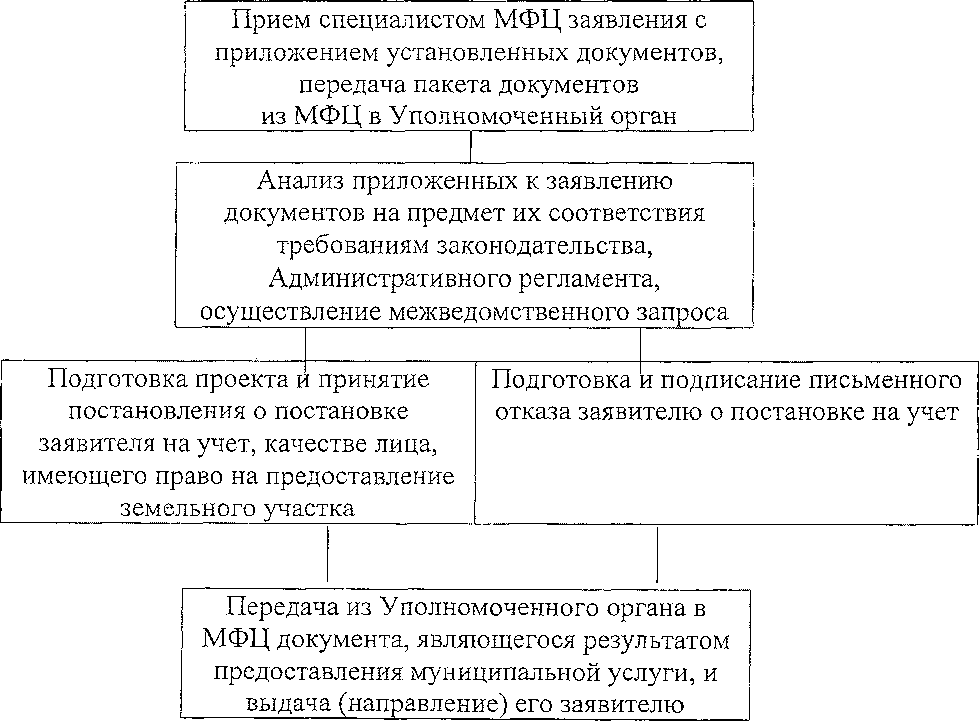 Прием специалистом МФЦ заявления с
приложением установленных документов,
передача пакета документов
из МФЦ в Уполномоченный орган
Анализ приложенных к заявлению
документов на предмет их соответствия
требованиям законодательства,
Административного регламента,
осуществление межведомственного запроса
Подготовка проекта и принятие
постановления о постановке
заявителя на учет, качестве лица,
имеющего право на предоставление
земельного участка
Подготовка и подписание письменного
отказа заявителю о постановке на учет
Передача из Уполномоченного органа в
МФЦ документа, являющегося результатом
предоставления муниципальной услуги, и
выдача (направление) его заявителю